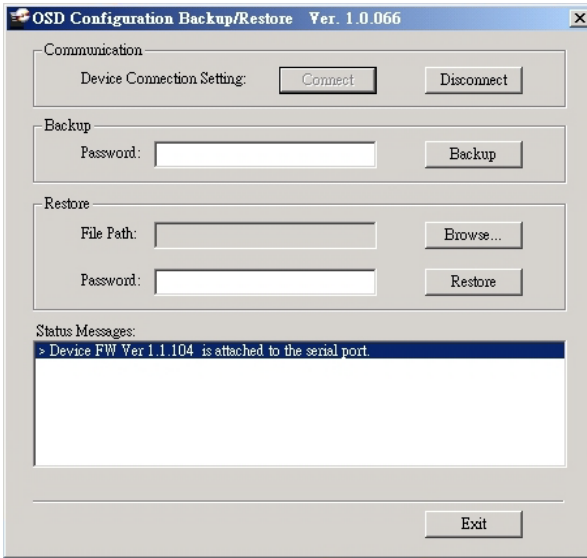 OSD Configuration Backup/Restore Ver. 1.0.066
Communication
Device Connection Setting: Connect Disconnect
Backup
Password: Backup
Restore
File Path: Browse...
Password: Restore
Status Messages:
> Device FW Ver 1.1.104 is attached to the serial port.
Exit